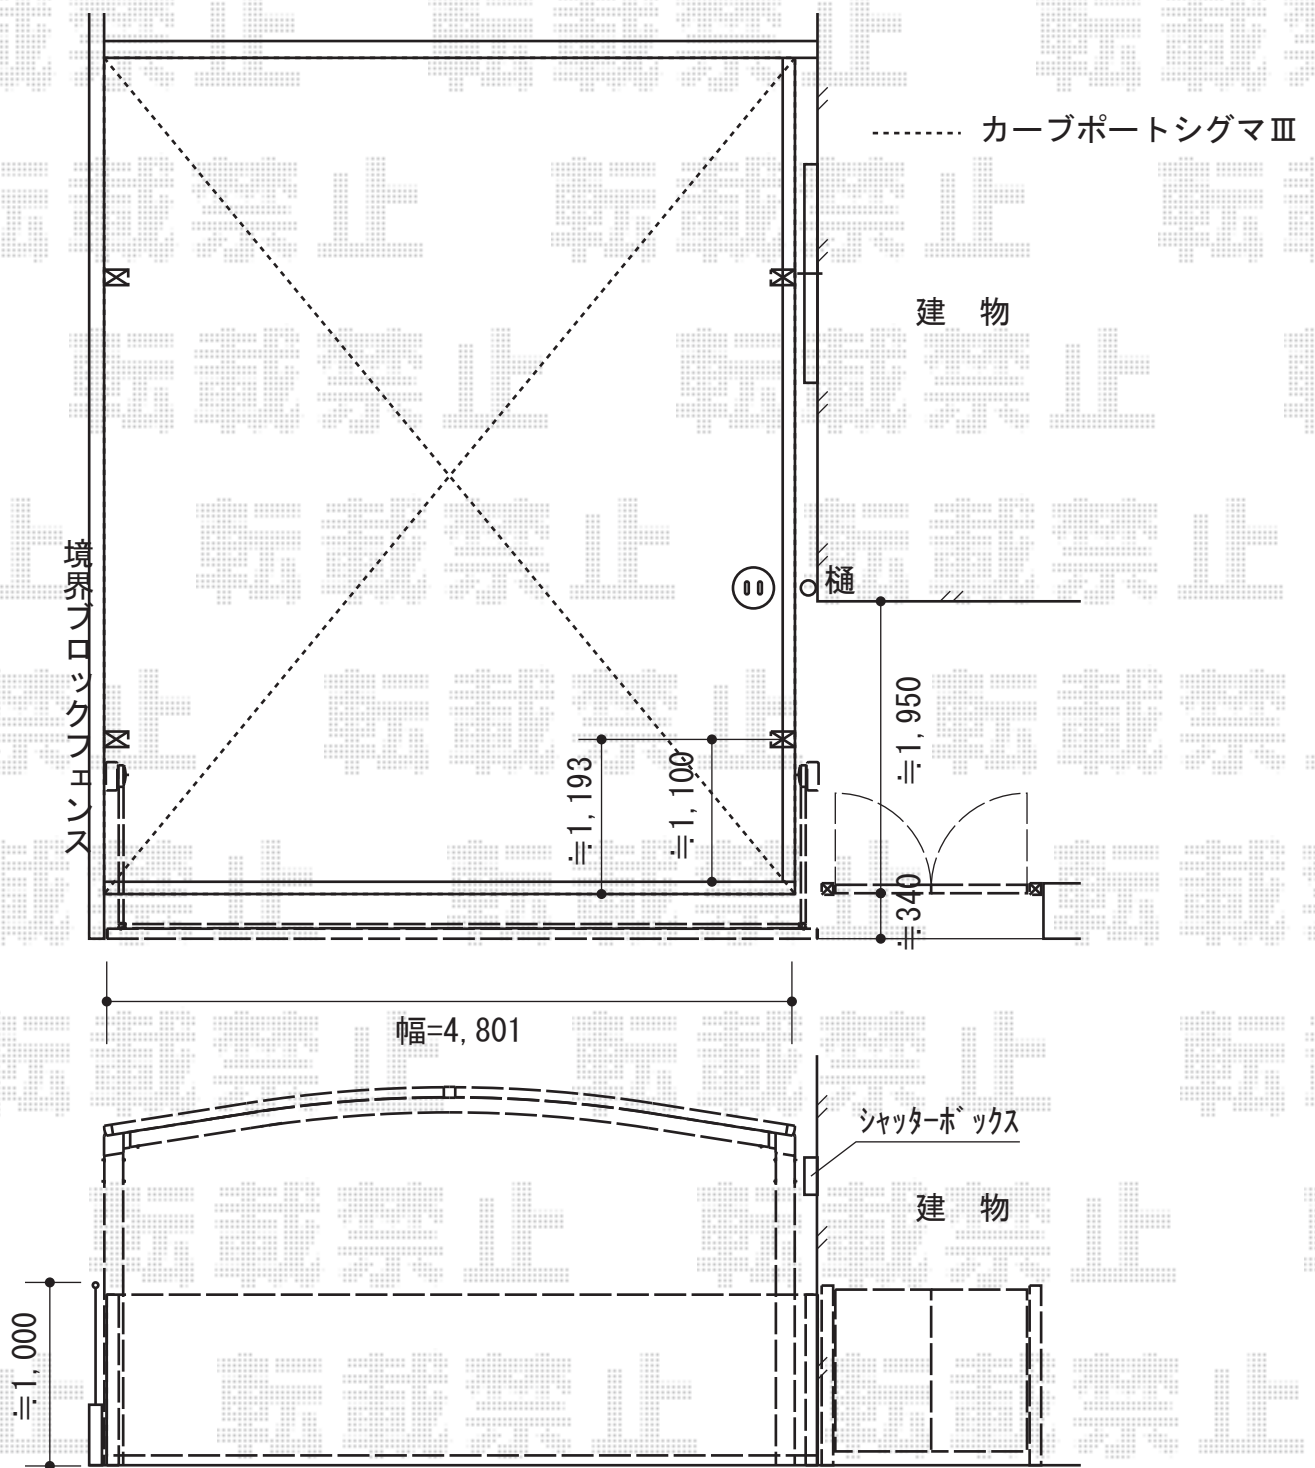 カーブポートシグマⅢ
建 物
境界ブロックフェンス
樋
≒1,950
≒1,193
≒1,100
≒340
幅=4,801
シャッターボックス
建 物
≒1,000
転載禁止